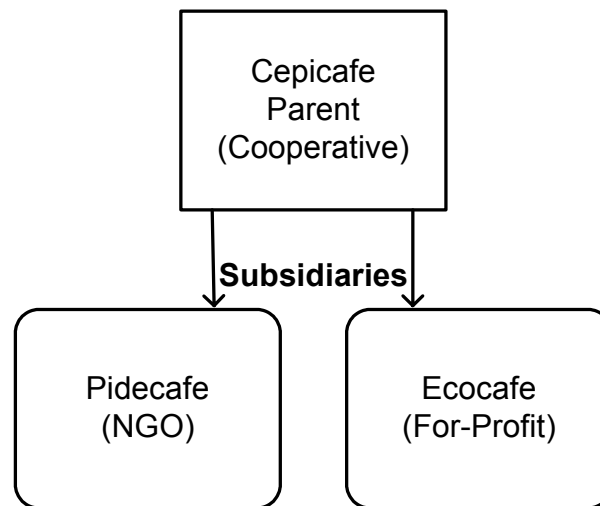 Cepicafe
Parent
(Cooperative)
Subsidiaries
Pidecafe
(NGO)
Ecocafe
(For-Profit)